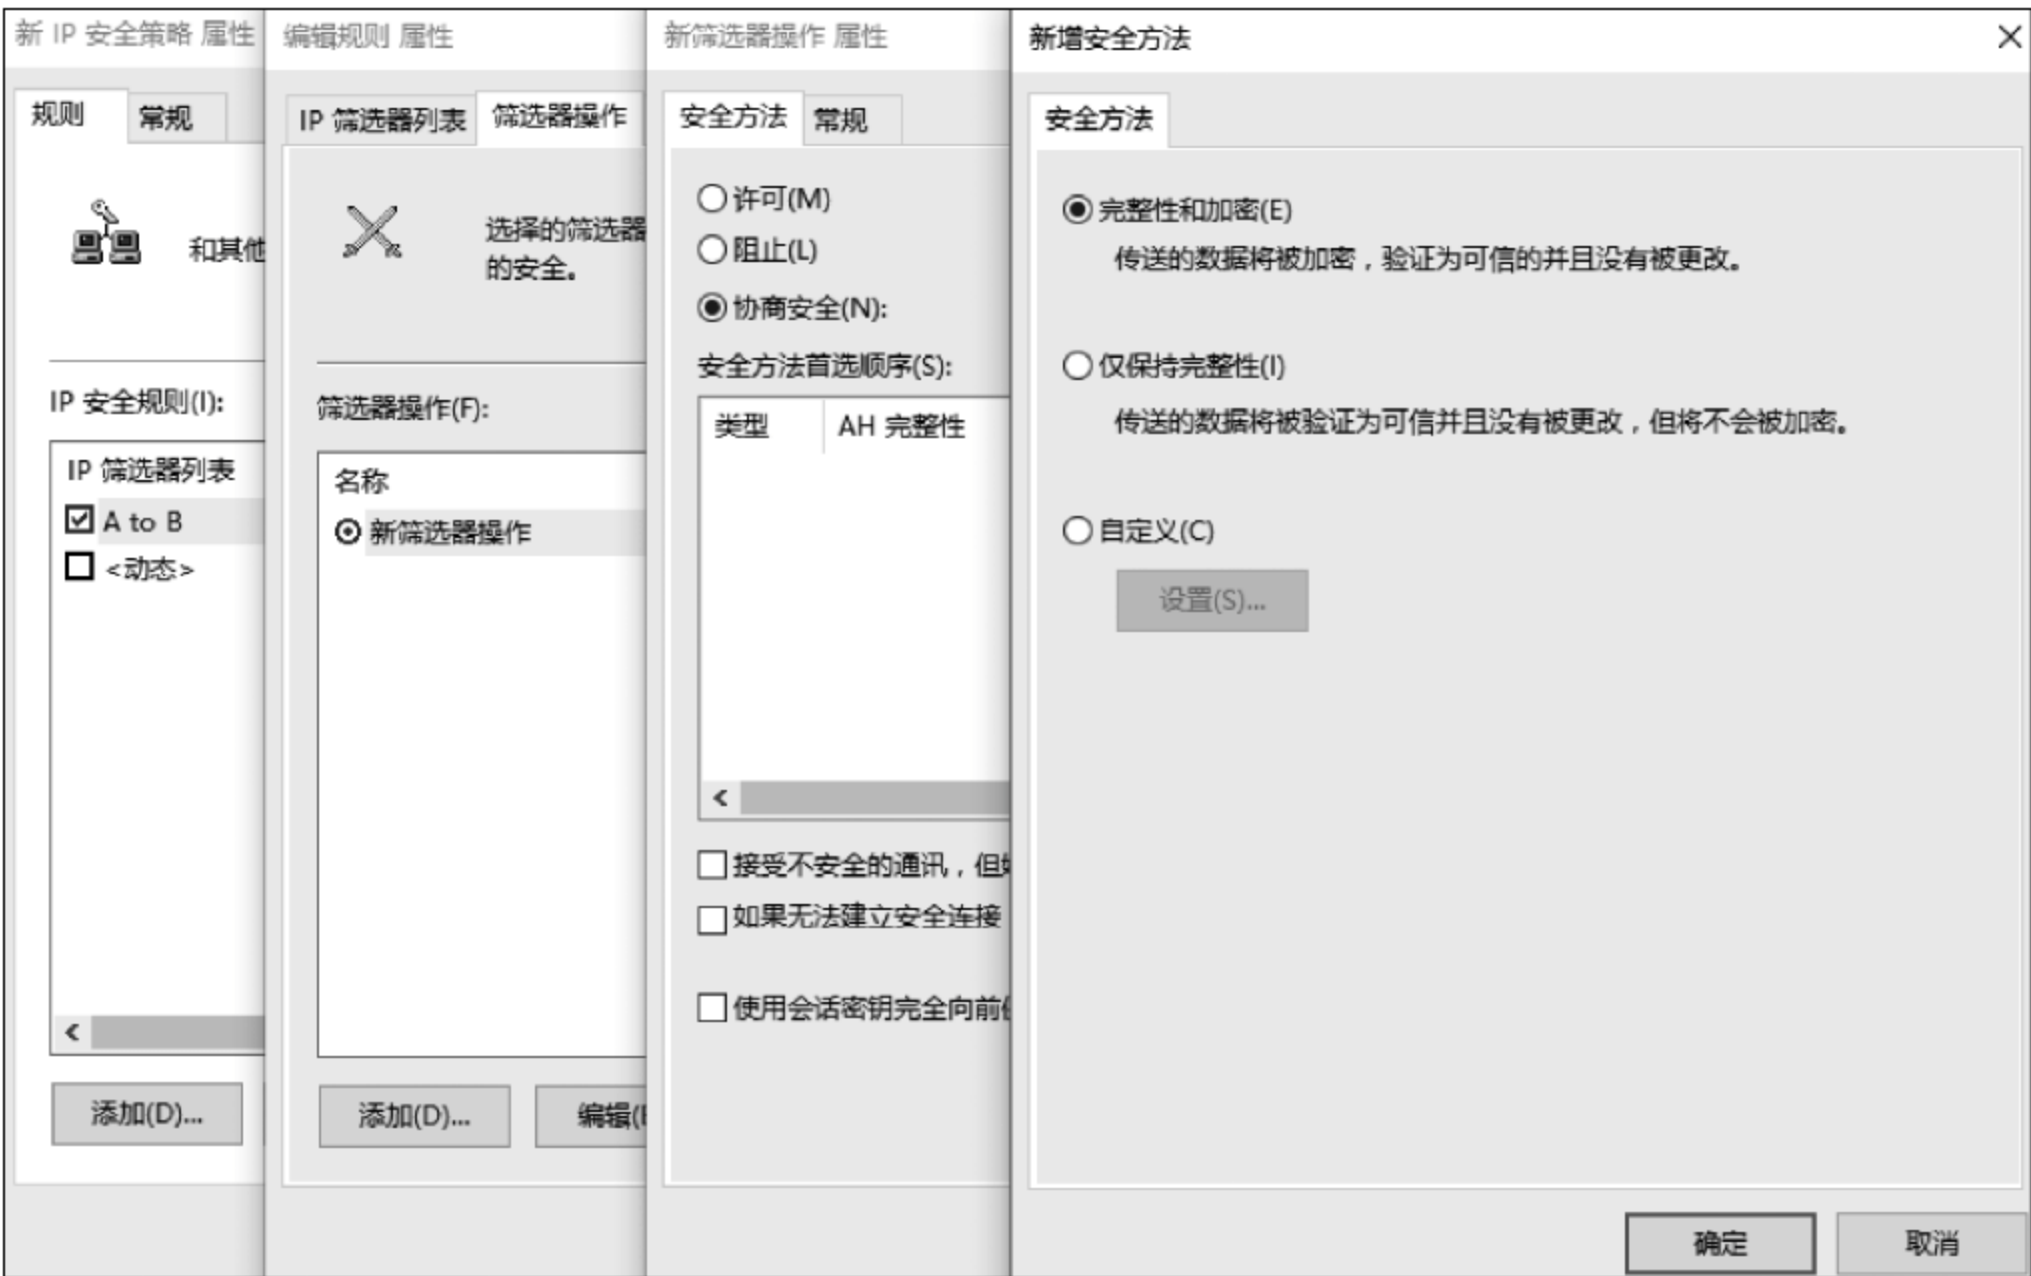 新 IP 安全策略 属性
规则
常规
和其他
IP 安全规则(I):
IP 筛选器列表
A to B
<动态>
添加(D)...
编辑规则 属性
IP 筛选器列表
筛选器操作
选择的筛选器
的安全。
筛选器操作(F):
名称
新筛选器操作
添加(D)...
编辑(
新筛选器操作 属性
安全方法
常规
许可(M)
阻止(L)
协商安全(N):
安全方法首选顺序(S):
类型
AH 完整性
接受不安全的通讯，但
如果无法建立安全连接
使用会话密钥完全向前
新增安全方法
安全方法
完整性和加密(E)
传送的数据将被加密，验证为可信的并且没有被更改。
仅保持完整性(I)
传送的数据将被验证为可信并且没有被更改，但将不会被加密。
自定义(C)
设置(S)...
确定
取消